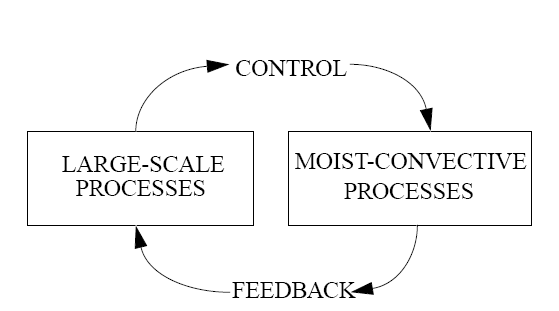 CONTROL
LARGE-SCALE
PROCESSES
MOIST-CONVECTIVE
PROCESSES
FEEDBACK